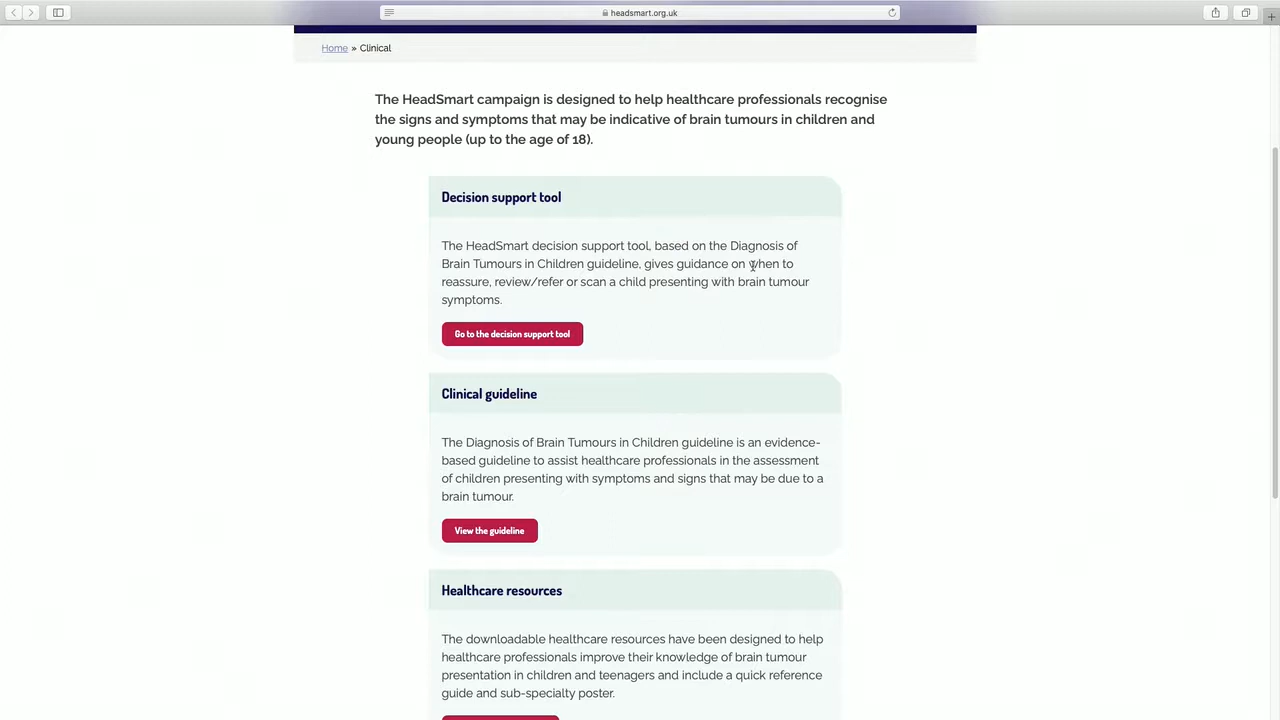 headsmart.org.uk
Home » Clinical
The HeadSmart campaign is designed to help healthcare professionals recognise
the signs and symptoms that may be indicative of brain tumours in children and
young people (up to the age of 18).
Decision support tool
The HeadSmart decision support tool, based on the Diagnosis of
Brain Tumours in Children guideline, gives guidance on when to
reassure, review/refer or scan a child presenting with brain tumour
symptoms.
Go to the decision support tool
Clinical guideline
The Diagnosis of Brain Tumours in Children guideline is an evidence-
based guideline to assist healthcare professionals in the assessment
of children presenting with symptoms and signs that may be due to a
brain tumour.
View the guideline
Healthcare resources
The downloadable healthcare resources have been designed to help
healthcare professionals improve their knowledge of brain tumour
presentation in children and teenagers and include a quick reference
guide and sub-specialty poster.